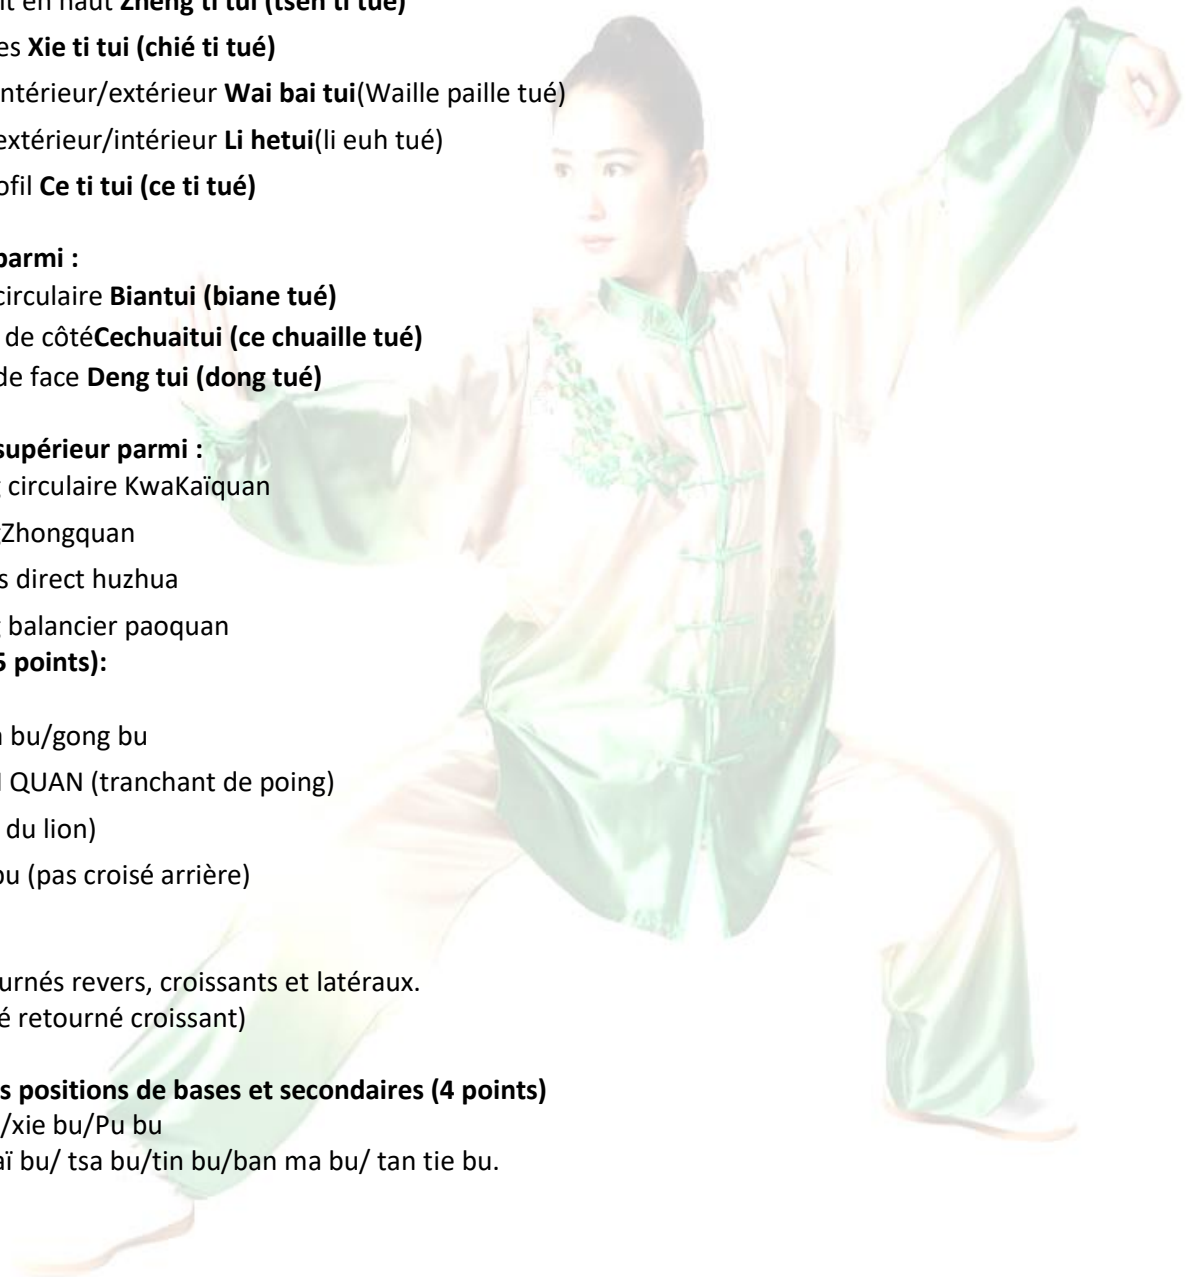 t en haut Zheng ti tui (tsen ti tué)
es Xie ti tui (chié ti tué)
ntérieur/extérieur Wai bai tui(Waille paille tué)
extérieur/intérieur Li hetui(li euh tué)
ofil Ce ti tui (ce ti tué)
parmi :
circulaire Biantui (biane tué)
de côtéCechuaitui (ce chuaille tué)
de face Deng tui (dong tué)
supérieur parmi :
circulaire KwaKaïquan
Zhongquan
s direct huzhua
balancier paoquan
5 points):
bu/gong bu
QUAN (tranchant de poing)
du lion)
ou (pas croisé arrière)
urnés revers, croissants et latéraux.
é retourné croissant)
s positions de bases et secondaires (4 points)
/xie bu/Pu bu
aï bu/ tsa bu/tin bu/ban ma bu/ tan tie bu.